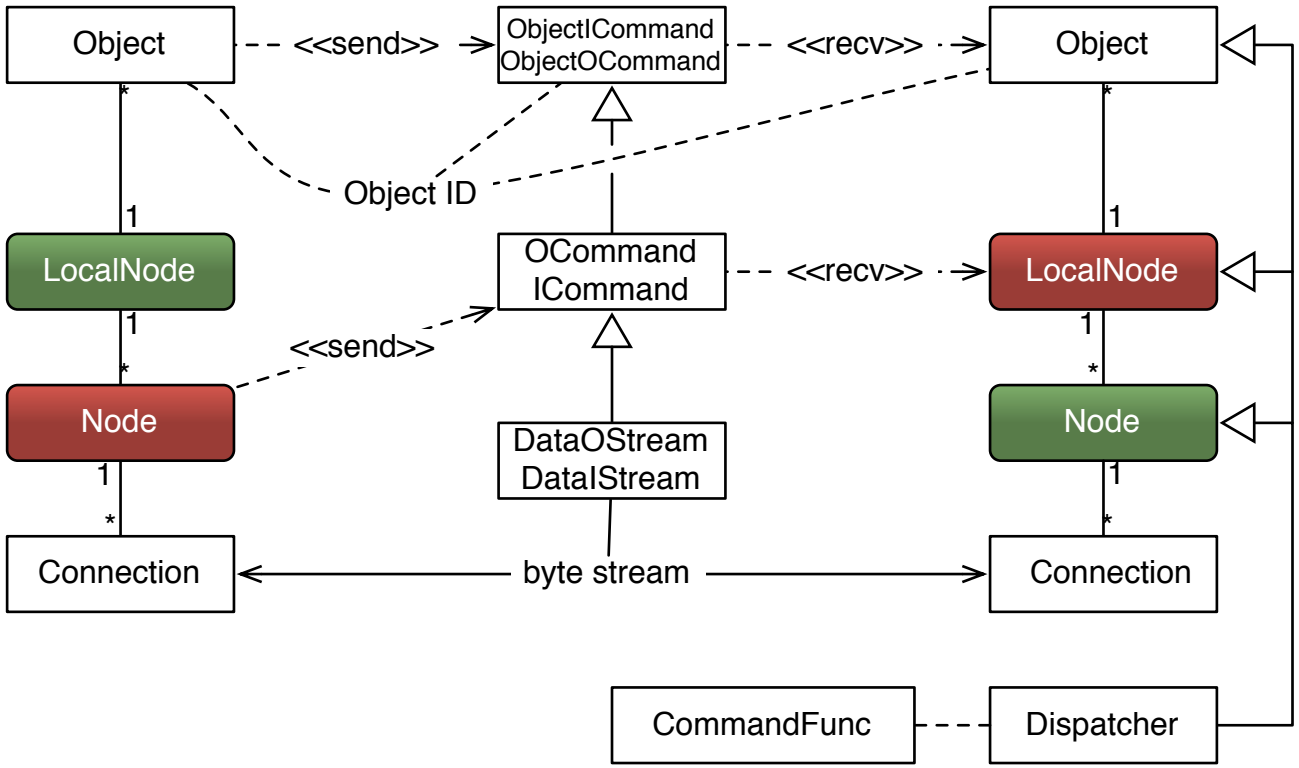 Object
<<send>>
ObjectICommand
ObjectOCommand
<<recv>>
Object
*
*
Object ID
1
1
LocalNode
OCommand
ICommand
<<recv>>
LocalNode
1
1
<<send>>
*
*
Node
Node
DataOStream
DataIStream
1
1
*
*
Connection
byte stream
Connection
CommandFunc
Dispatcher